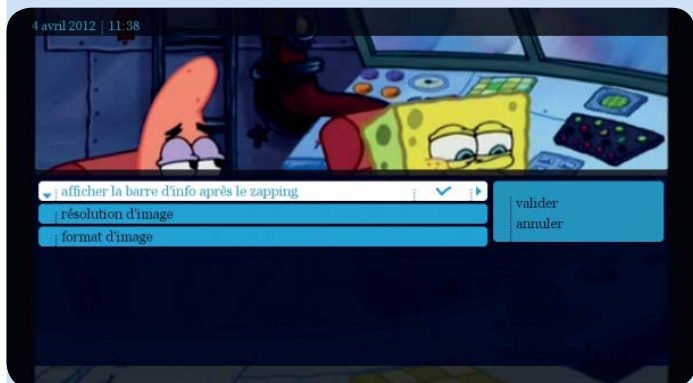 4 avril 2012 11:38
afficher la barre d'info après le zapping
résolution d'image
format d'image
valider
annuler